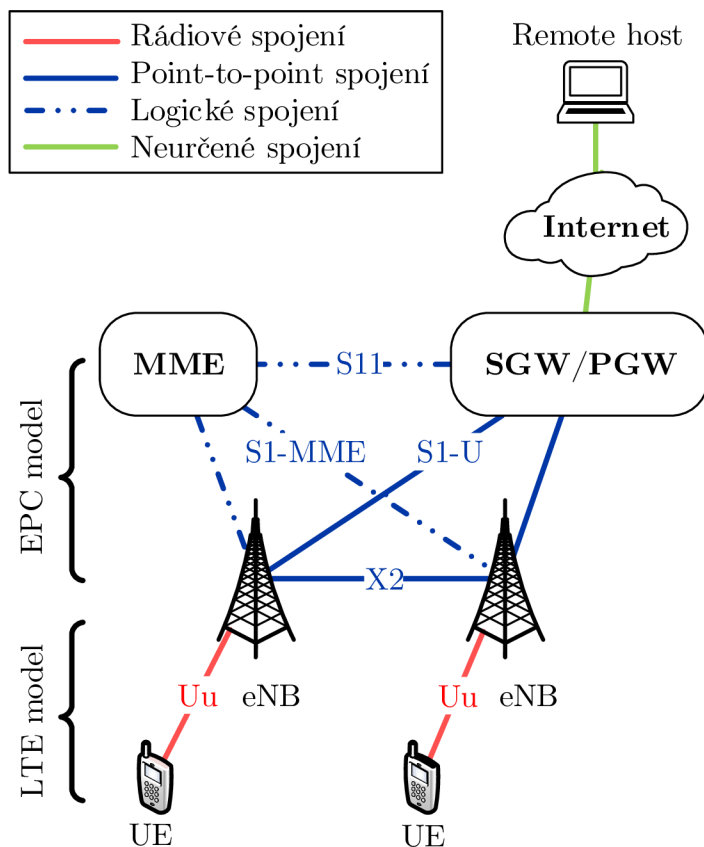 Rádiové spojení
Point-to-point spojení
Logické spojení
Neurčené spojení
Remote host
Internet
MME
S11
SGW/PGW
S1-MME
S1-U
EPC model
X2
LTE model
Uu
eNB
Uu
eNB
UE
UE